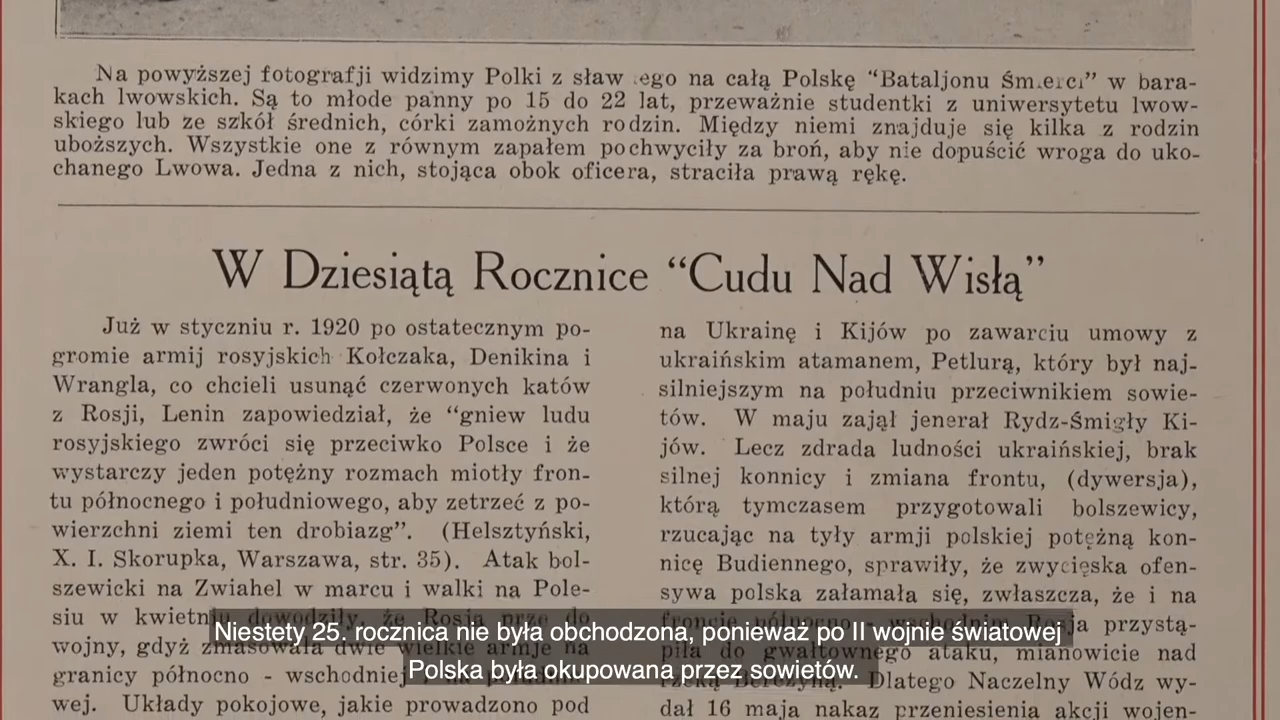 Na powyższej fotografji widzimy Polki z sław ego na całą Polskę “Bataljonu Śmierci” w bara-
kach lwowskich. Są to młode panny po 15 do 22 lat, przeważnie studentki z uniwersytetu lwow-
skiego lub ze szkół średnich, córki zamożnych rodzin. Między niemi znajduje się kilka z rodzin
uboższych. Wszystkie one z równym zapałem pochwyciły za broń, aby nie dopuścić wroga do uko-
chanego Lwowa. Jedna z nich, stojąca obok oficera, straciła prawą rękę.
W Dziesiątą Rocznice “Cudu Nad Wisłą”
Już w styczniu r. 1920 po ostatecznym po-
gromie armij rosyjskich Kołczaka, Denikina i
Wrangla, co chcieli usunąć czerwonych katów
z Rosji, Lenin zapowiedział, że “gniew ludu
rosyjskiego zwróci się przeciwko Polsce i że
wystarczy jeden potężny rozmach miotły fron-
tu północnego i południowego, aby zetrzeć z po-
wierzchni ziemi ten drobiazg”. (Helsztyński,
X. I. Skorupka, Warszawa, str. 35). Atak bol-
szewicki na Zwiahel w marcu i walki na Pole-
siu w kwietniu dowodziły, że Rosja prze do
wojny, gdyż zmasowała dwie wielkie armje na
granicy północno - wschodniej
wej. Układy pokojowe, jakie prowadzono pod
na Ukrainę i Kijów po zawarciu umowy z
ukraińskim atamanem, Petlurą, który był naj-
silniejszym na południu przeciwnikiem sowie-
tów. W maju zajął jenerał Rydz-Śmigły Ki-
jów. Lecz zdrada ludności ukraińskiej, brak
silnej konnicy i zmiana frontu, (dywersja),
którą tymczasem przygotowali bolszewicy,
rzucając na tyły armji polskiej potężną kon-
nicę Budiennego, sprawiły, że zwycięska ofen-
sywa polska załamała się, zwłaszcza, że i na
froncie północno - wschodnim Rosja przystą-
piła do gwałtownego ataku, mianowicie nad
rzeką Berezyną. Dlatego Naczelny Wódz wy-
dał 16 maja nakaz przeniesienia akcji wojen-
Niestety 25. rocznica nie była obchodzona, ponieważ po II wojnie światowej
Polska była okupowana przez sowietów.